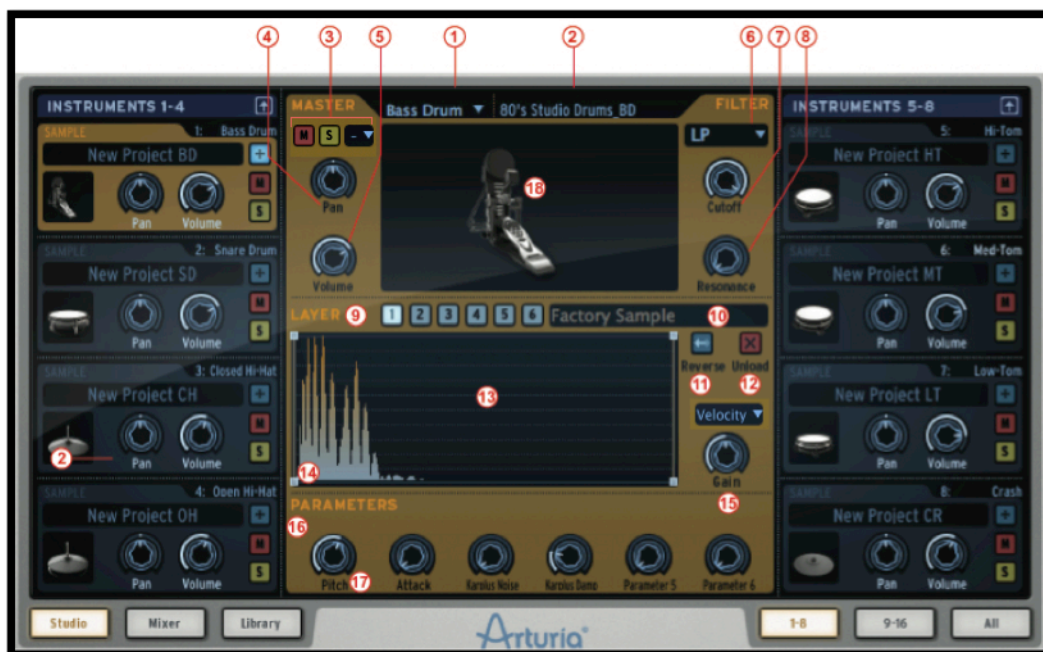 4 3 5 1 2 6 7 8
INSTRUMENTS 1-4
SAMPLE 1: Bass Drum
New Project BD +
M
S
Pan Volume
SAMPLE 2: Snare Drum
New Project SD +
M
S
Pan Volume
SAMPLE 3: Closed Hi-Hat
New Project CH +
M
S
2
Pan Volume
SAMPLE 4: Open Hi-Hat
New Project OH +
M
S
Pan Volume
MASTER
Bass Drum ▼ 80's Studio Drums_BD
FILTER
M S - ▼
Pan
Volume
18
LP ▼
Cutoff
Resonance
LAYER 9 1 2 3 4 5 6 Factory Sample 10
Reverse Unload
11 12
13
14
Velocity ▼
Gain
15
PARAMETERS
16
Pitch 17 Attack Karplus Noise Karplus Damp Parameter 5 Parameter 6
INSTRUMENTS 5-8
SAMPLE 5: Hi-Tom
New Project HT +
M
S
Pan Volume
SAMPLE 6: Med-Tom
New Project MT +
M
S
Pan Volume
SAMPLE 7: Low-Tom
New Project LT +
M
S
Pan Volume
SAMPLE 8: Crash
New Project CR +
M
S
Pan Volume
Studio Mixer Library
Arturia®
1-8 9-16 All